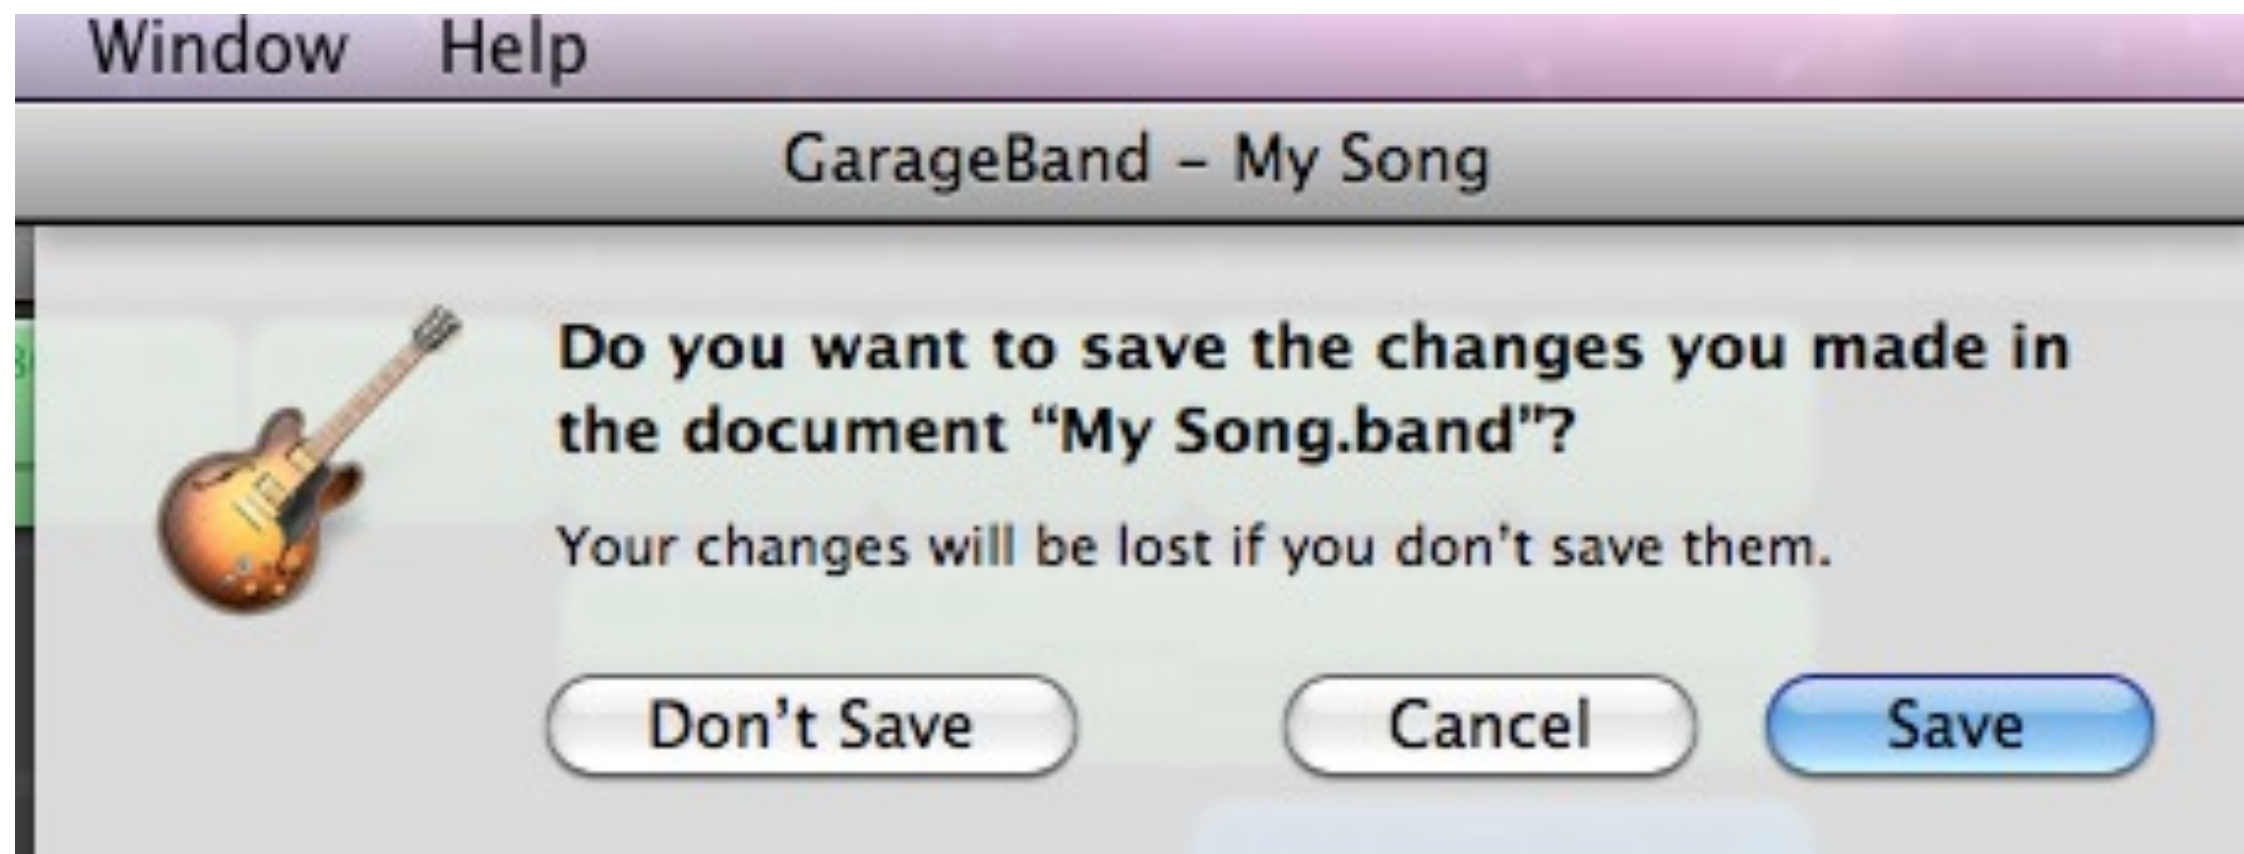 Window Help
GarageBand – My Song
Do you want to save the changes you made in
the document “My Song.band”?
Your changes will be lost if you don’t save them.
Don’t Save Cancel Save